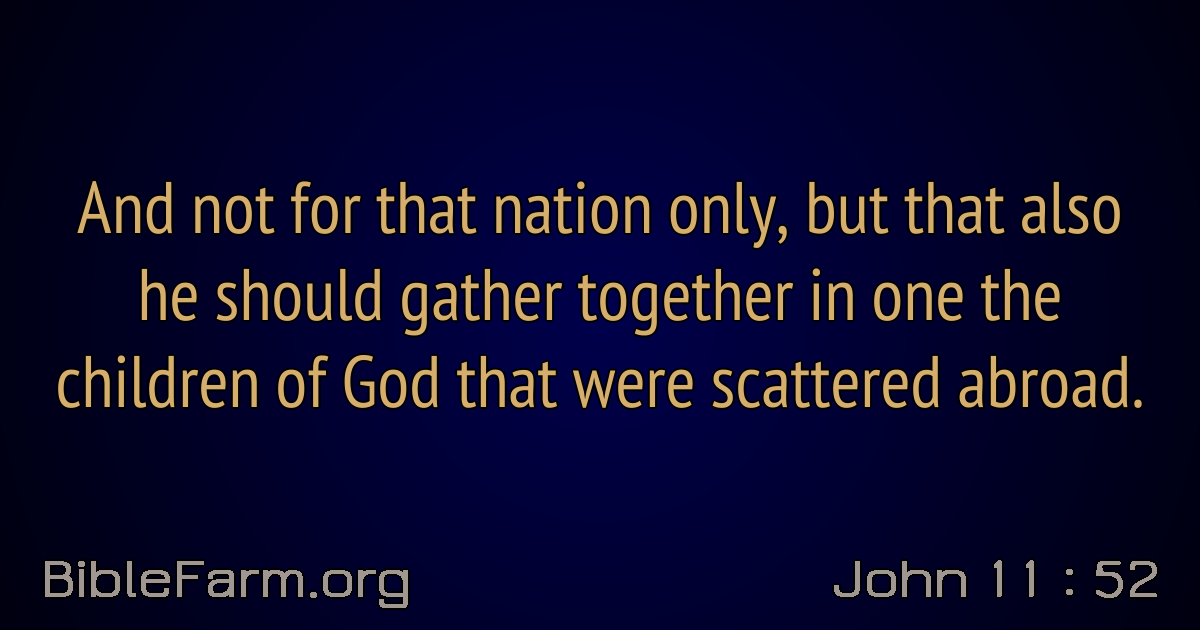 And not for that nation only, but that also
he should gather together in one the
children of God that were scattered abroad.
BibleFarm.org
John 11 : 52